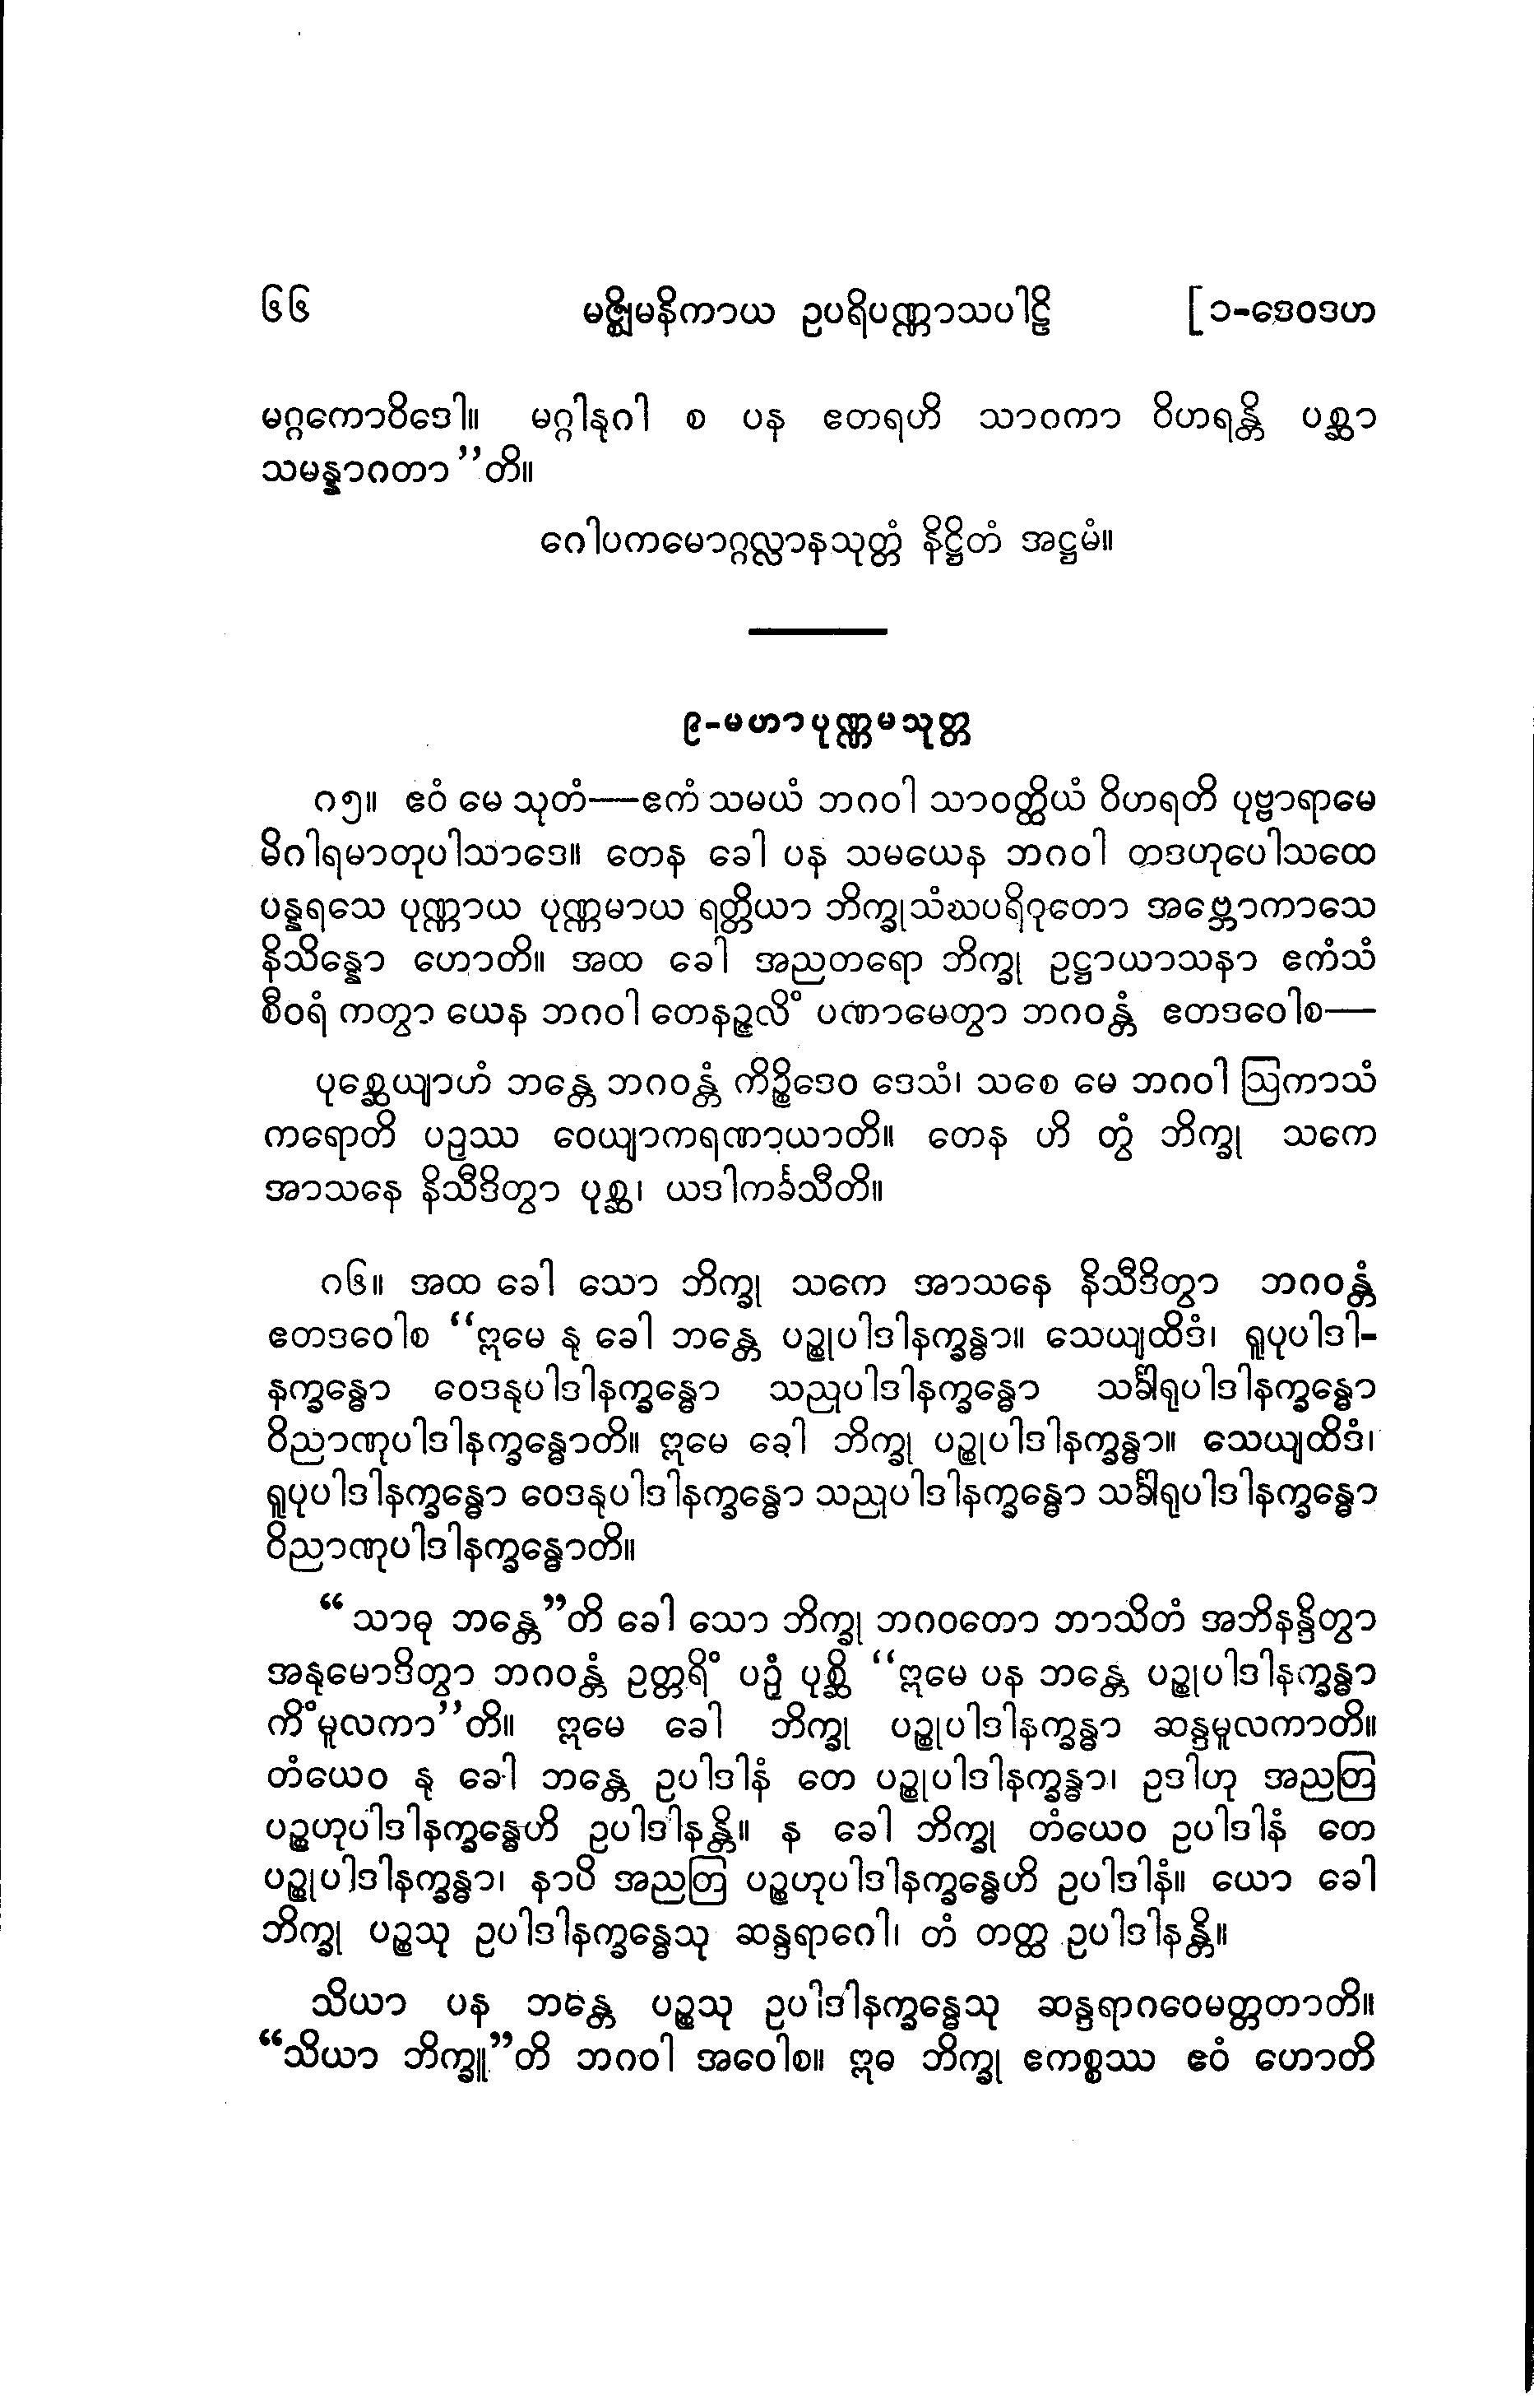 ၆၆ မဇ္ဈိမနိကာယ ဥပရိပဏ္ဏာသပါဠိ [၁-ဒေဝဒဟ
မဂ္ဂကောဝိဒေါ။ မဂ္ဂါနုဂါ စ ပန ဧတရဟိ သာဝကာ ဝိဟရန္တိ ပစ္ဆာ
သမန္နာဂတာ”တိ။
ဂေါပကမောဂ္ဂလ္လာနသုတ္တံ နိဋ္ဌိတံ အဋ္ဌမံ။
၉-မဟာပုဏ္ဏမသုတ္တ
၈၅။ ဧဝံ မေ သုတံ—ဧကံ သမယံ ဘဂဝါ သာဝတ္ထိယံ ဝိဟရတိ ပုဗ္ဗာရာမေ
မိဂါရမာတုပါသာဒေ။ တေန ခေါ ပန သမယေန ဘဂဝါ တဒဟုပေါသထေ
ပန္နရသေ ပုဏ္ဏာယ ပုဏ္ဏမာယ ရတ္တိယာ ဘိက္ခုသံဃပရိဝုတော အဗ္ဘောကာသေ
နိသိန္နော ဟောတိ။ အထ ခေါ အညတရော ဘိက္ခု ဥဋ္ဌာယာသနာ ဧကံသံ
စီဝရံ ကတွာ ယေန ဘဂဝါ တေနဉ္ဇလိံ ပဏာမေတွာ ဘဂဝန္တံ ဧတဒဝေါစ—
ပုစ္ဆေယျာဟံ ဘန္တေ ဘဂဝန္တံ ကိဉ္စိဒေဝ ဒေသံ၊ သစေ မေ ဘဂဝါ ဩကာသံ
ကရောတိ ပဉှဿ ဝေယျာကရဏာယာတိ။ တေန ဟိ တွံ ဘိက္ခု သကေ
အာသနေ နိသီဒိတွာ ပုစ္ဆ၊ ယဒါကင်္ခသီတိ။
၈၆။ အထ ခေါ သော ဘိက္ခု သကေ အာသနေ နိသီဒိတွာ ဘဂဝန္တံ
ဧတဒဝေါစ “ဣမေ နု ခေါ ဘန္တေ ပဉ္စုပါဒါနက္ခန္ဓာ။ သေယျထိဒံ၊ ရူပုပါဒါ-
နက္ခန္ဓော ဝေဒနုပါဒါနက္ခန္ဓော သညုပါဒါနက္ခန္ဓော သင်္ခါရုပါဒါနက္ခန္ဓော
ဝိညာဏုပါဒါနက္ခန္ဓောတိ။ ဣမေ ခေါ ဘိက္ခု ပဉ္စုပါဒါနက္ခန္ဓာ။ သေယျထိဒံ၊
ရူပုပါဒါနက္ခန္ဓော ဝေဒနုပါဒါနက္ခန္ဓော သညုပါဒါနက္ခန္ဓော သင်္ခါရုပါဒါနက္ခန္ဓော
ဝိညာဏုပါဒါနက္ခန္ဓောတိ။
“သာဓု ဘန္တေ”တိ ခေါ သော ဘိက္ခု ဘဂဝတော ဘာသိတံ အဘိနန္ဒိတွာ
အနုမောဒိတွာ ဘဂဝန္တံ ဥတ္တရိံ ပဉှံ ပုစ္ဆိ “ဣမေ ပန ဘန္တေ ပဉ္စုပါဒါနက္ခန္ဓာ
ကိံမူလကာ”တိ။ ဣမေ ခေါ ဘိက္ခု ပဉ္စုပါဒါနက္ခန္ဓာ ဆန္ဒမူလကာတိ။
တံယေဝ နု ခေါ ဘန္တေ ဥပါဒါနံ တေ ပဉ္စုပါဒါနက္ခန္ဓာ၊ ဥဒါဟု အညတြ
ပဉ္စဟုပါဒါနက္ခန္ဓေဟိ ဥပါဒါနန္တိ။ န ခေါ ဘိက္ခု တံယေဝ ဥပါဒါနံ တေ
ပဉ္စုပါဒါနက္ခန္ဓာ၊ နာပိ အညတြ ပဉ္စဟုပါဒါနက္ခန္ဓေဟိ ဥပါဒါနံ။ ယော ခေါ
ဘိက္ခု ပဉ္စသု ဥပါဒါနက္ခန္ဓေသု ဆန္ဒရာဂေါ၊ တံ တတ္ထ ဥပါဒါနန္တိ။
သိယာ ပန ဘန္တေ ပဉ္စသု ဥပါဒါနက္ခန္ဓေသု ဆန္ဒရာဂဝေမတ္တတာတိ။
“သိယာ ဘိက္ခူ”တိ ဘဂဝါ အဝေါစ။ ဣဓ ဘိက္ခု ဧကစ္စဿ ဧဝံ ဟောတိ